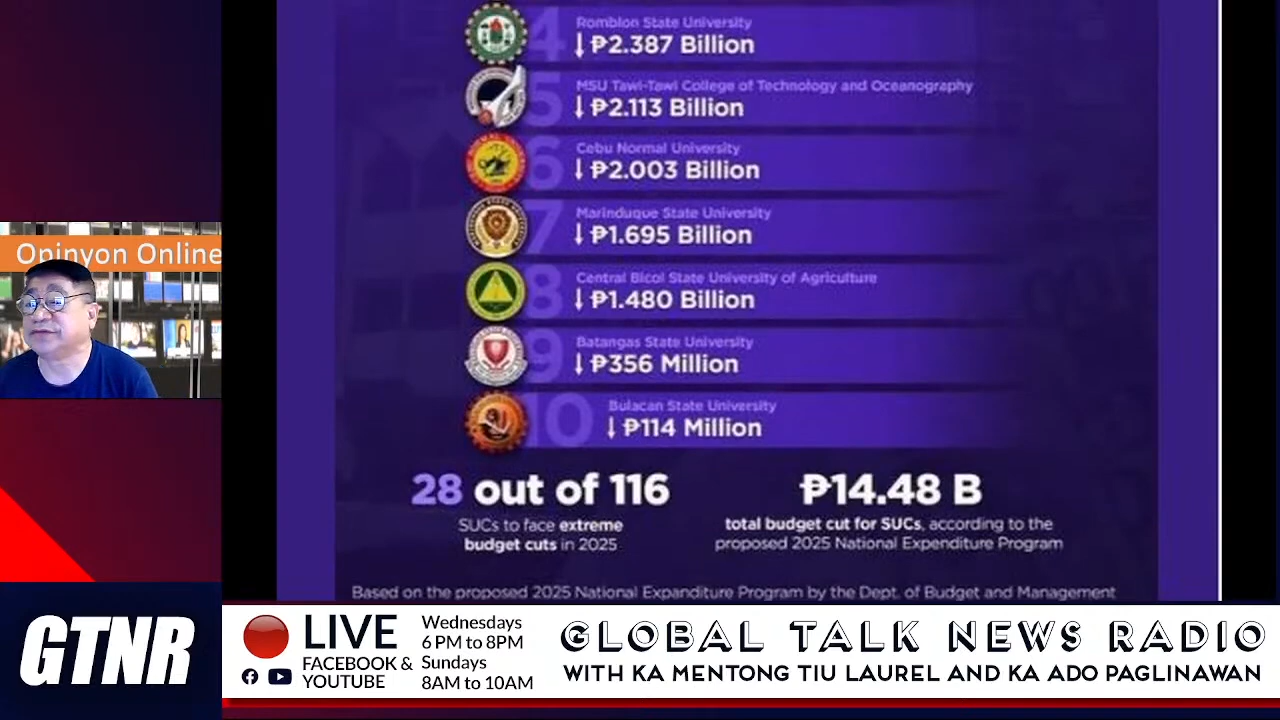 4
Romblon State University
↓ ₱2.387 Billion
5
MSU Tawi-Tawi College of Technology and Oceanography
↓ ₱2.113 Billion
6
Cebu Normal University
↓ ₱2.003 Billion
7
Marinduque State University
↓ ₱1.695 Billion
8
Central Bicol State University of Agriculture
↓ ₱1.480 Billion
9
Batangas State University
↓ ₱356 Million
10
Bulacan State University
↓ ₱114 Million
28 out of 116
SUCs to face extreme
budget cuts in 2025
₱14.48 B
total budget cut for SUCs, according to the
proposed 2025 National Expenditure Program
Based on the proposed 2025 National Expanditure Program by the Dept. of Budget and Management
Opinyon Online
GTNR
LIVE
FACEBOOK &
YOUTUBE
Wednesdays
6 PM to 8PM
Sundays
8AM to 10AM
GLOBAL TALK NEWS RADIO
WITH KA MENTONG TIU LAUREL AND KA ADO PAGLINAWAN